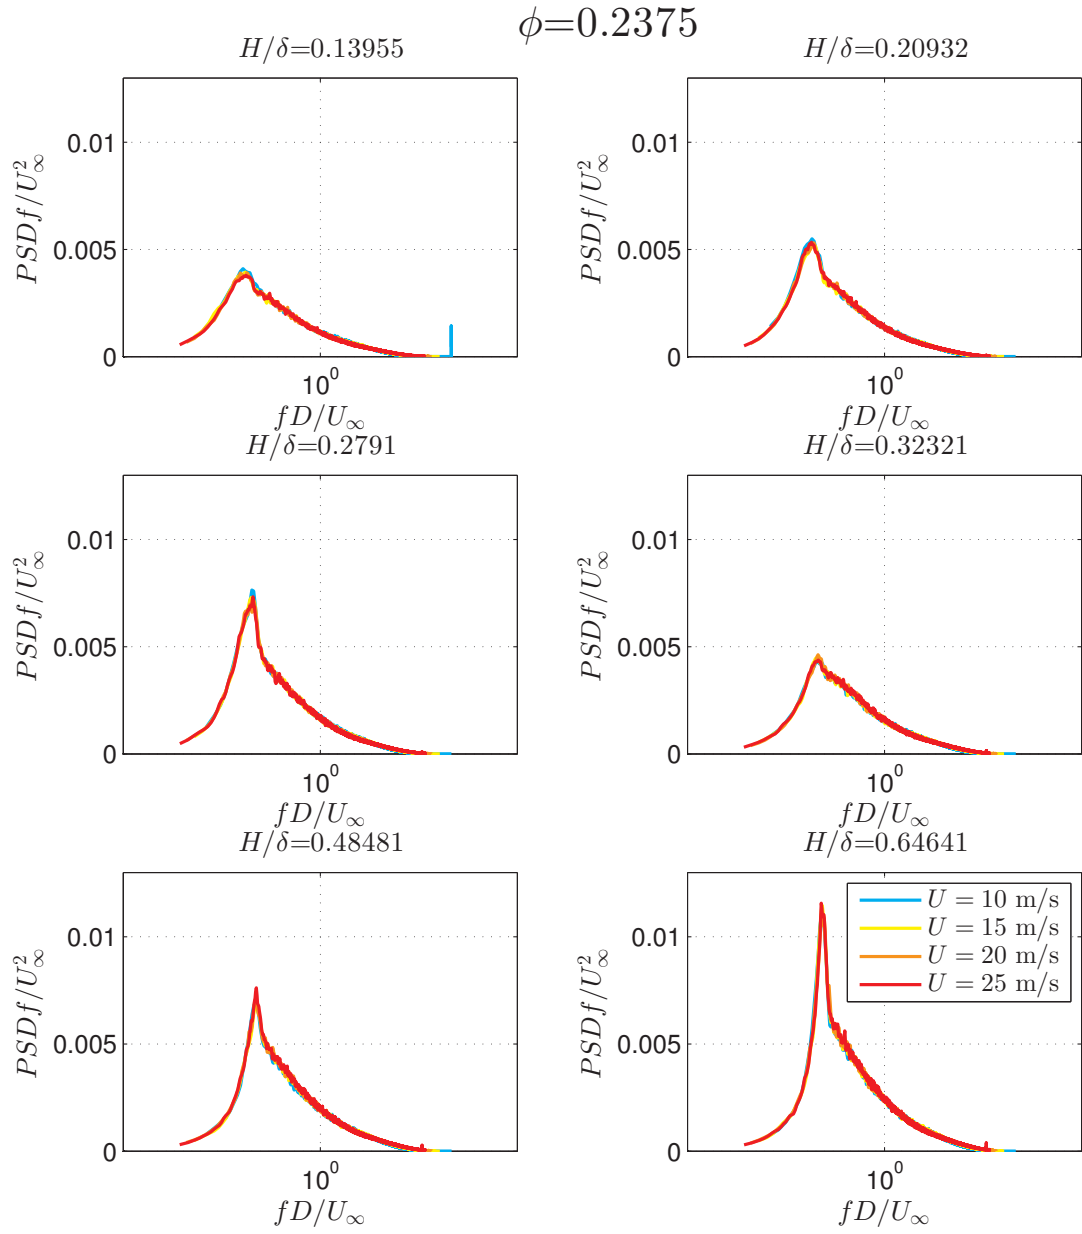 ϕ=0.2375
H/δ=0.13955
PSDf/U∞²
0.01
0.005
0
10⁰
fD/U∞
H/δ=0.20932
PSDf/U∞²
0.01
0.005
0
10⁰
fD/U∞
H/δ=0.2791
PSDf/U∞²
0.01
0.005
0
10⁰
fD/U∞
H/δ=0.32321
PSDf/U∞²
0.01
0.005
0
10⁰
fD/U∞
H/δ=0.48481
PSDf/U∞²
0.01
0.005
0
10⁰
fD/U∞
H/δ=0.64641
PSDf/U∞²
0.01
0.005
0
10⁰
fD/U∞
U = 10 m/s
U = 15 m/s
U = 20 m/s
U = 25 m/s